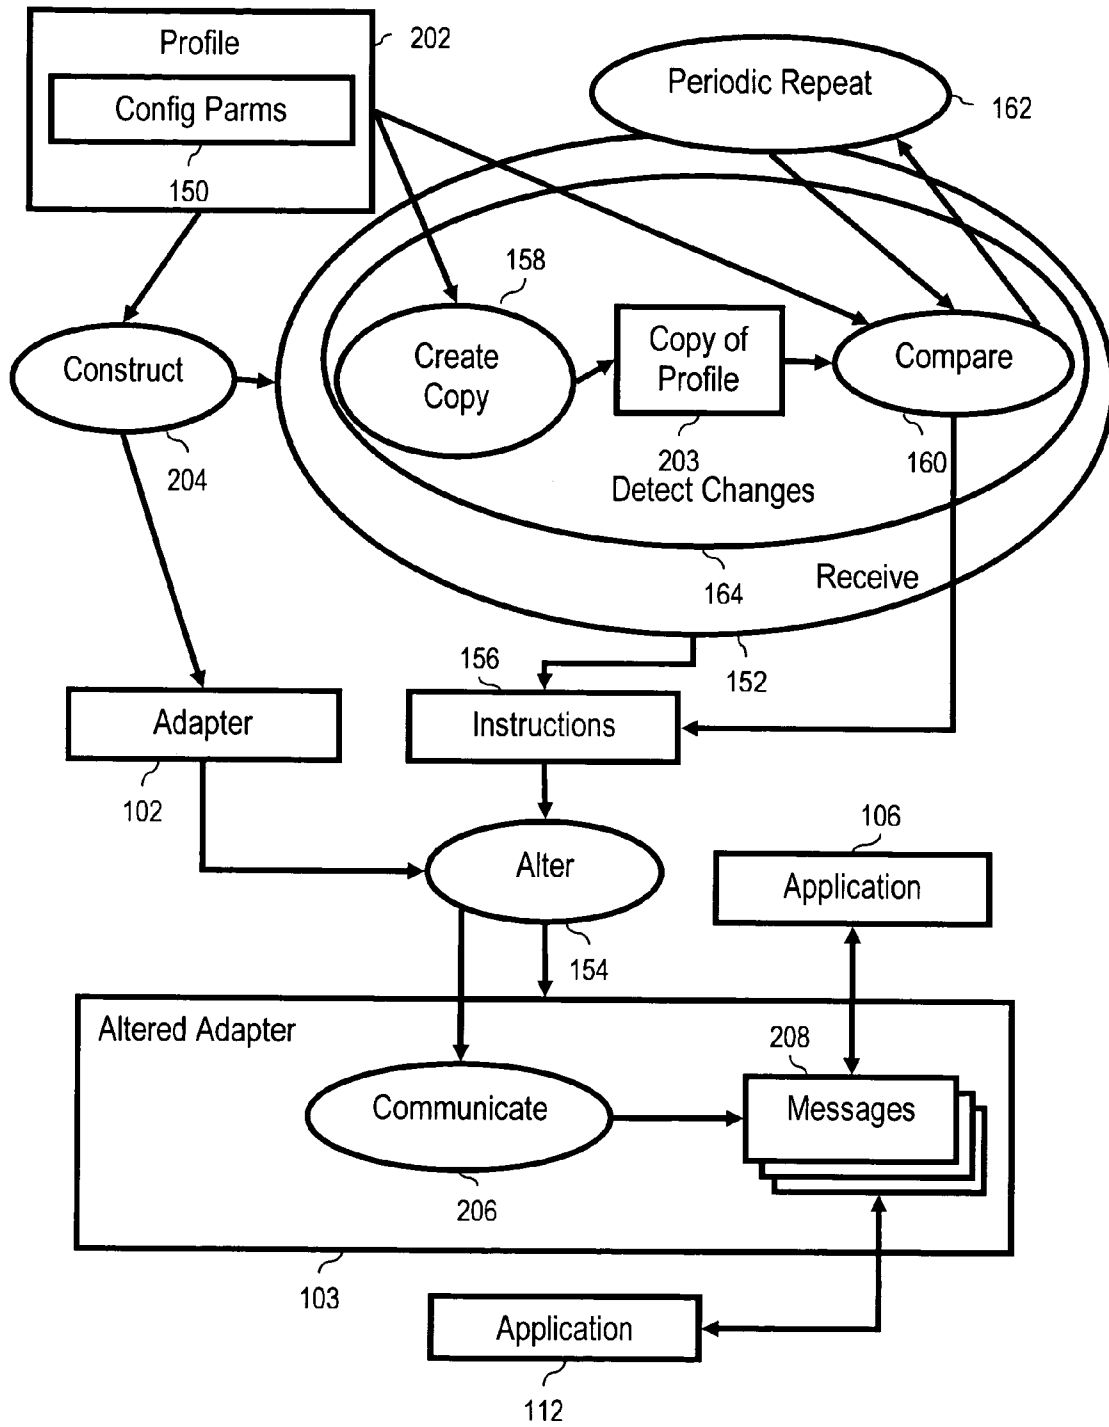 Profile
202
Config Parms
150
Periodic Repeat
162
158
Create
Copy
Copy of
Profile
203
Compare
160
Construct
204
Detect Changes
164
Receive
152
156
Instructions
Adapter
102
Alter
154
106
Application
Altered Adapter
208
Messages
Communicate
206
103
Application
112